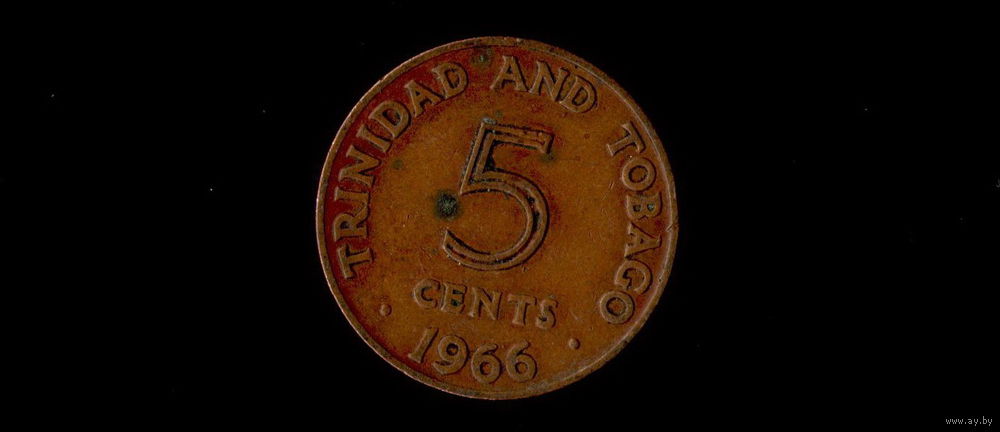 TRINIDAD AND TOBAGO
5
CENTS
1966
www.ay.by